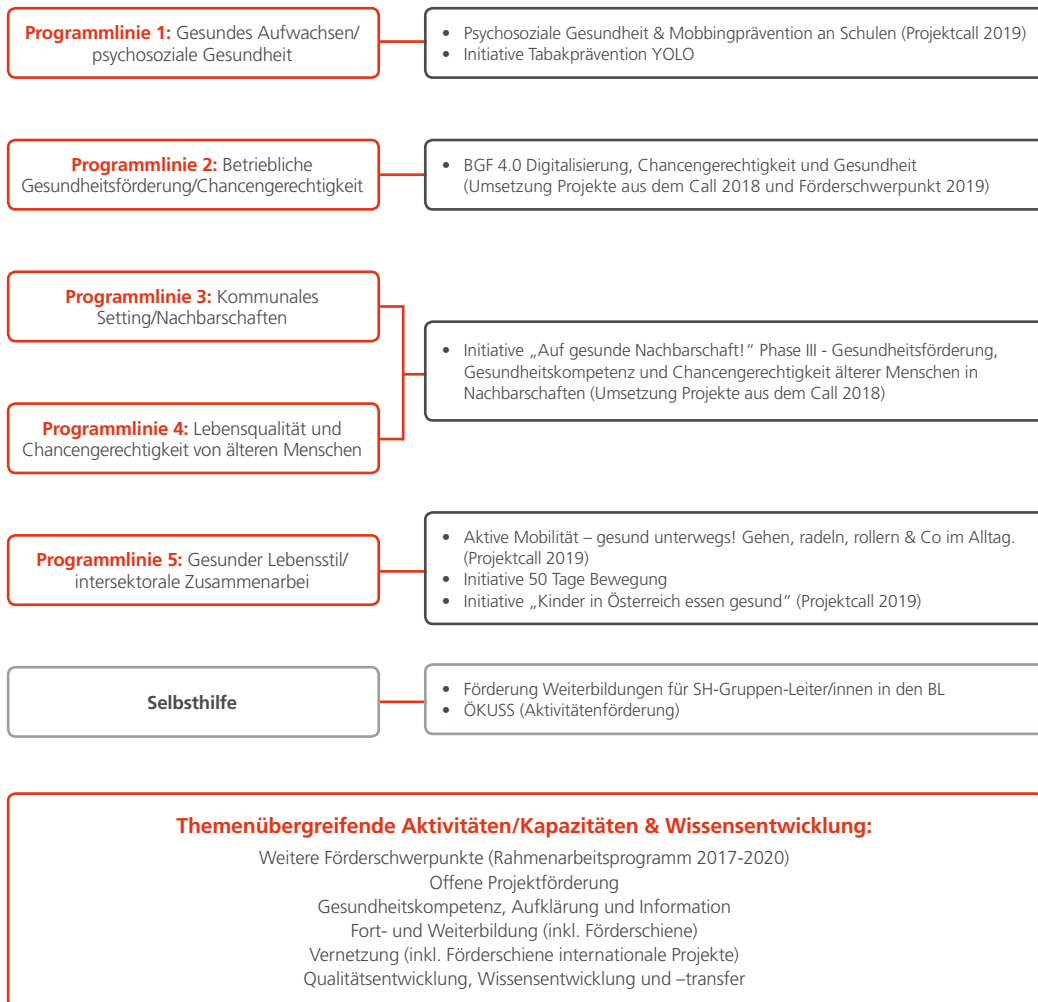 Programmlinie 1: Gesundes Aufwachsen/
psychosoziale Gesundheit
• Psychosoziale Gesundheit & Mobbingprävention an Schulen (Projektcall 2019)
• Initiative Tabakprävention YOLO
Programmlinie 2: Betriebliche
Gesundheitsförderung/Chancengerechtigkeit
• BGF 4.0 Digitalisierung, Chancengerechtigkeit und Gesundheit
(Umsetzung Projekte aus dem Call 2018 und Förderschwerpunkt 2019)
Programmlinie 3: Kommunales
Setting/Nachbarschaften
Programmlinie 4: Lebensqualität und
Chancengerechtigkeit von älteren Menschen
• Initiative „Auf gesunde Nachbarschaft!“ Phase III - Gesundheitsförderung,
Gesundheitskompetenz und Chancengerechtigkeit älterer Menschen in
Nachbarschaften (Umsetzung Projekte aus dem Call 2018)
Programmlinie 5: Gesunder Lebensstil/
intersektorale Zusammenarbei
• Aktive Mobilität – gesund unterwegs! Gehen, radeln, rollern & Co im Alltag.
(Projektcall 2019)
• Initiative 50 Tage Bewegung
• Initiative „Kinder in Österreich essen gesund“ (Projektcall 2019)
Selbsthilfe
• Förderung Weiterbildungen für SH-Gruppen-Leiter/innen in den BL
• ÖKUSS (Aktivitätenförderung)
Themenübergreifende Aktivitäten/Kapazitäten & Wissensentwicklung:
Weitere Förderschwerpunkte (Rahmenarbeitsprogramm 2017-2020)
Offene Projektförderung
Gesundheitskompetenz, Aufklärung und Information
Fort- und Weiterbildung (inkl. Förderschiene)
Vernetzung (inkl. Förderschiene internationale Projekte)
Qualitätsentwicklung, Wissensentwicklung und –transfer